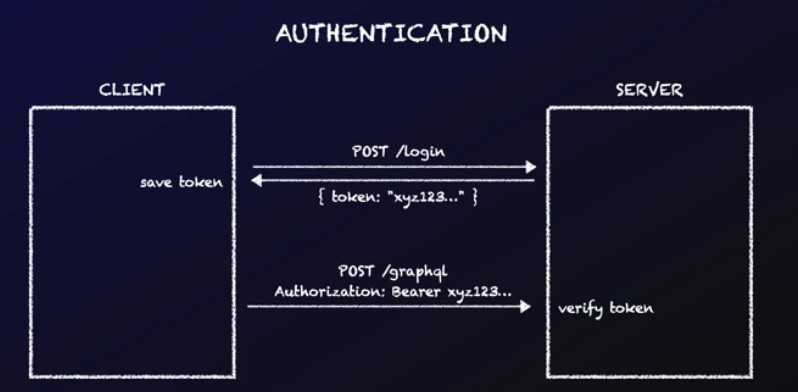 AUTHENTICATION
CLIENT
SERVER
POST /login
save token
{ token: "xyz123..." }
POST /graphql
Authorization: Bearer xyz123...
verify token